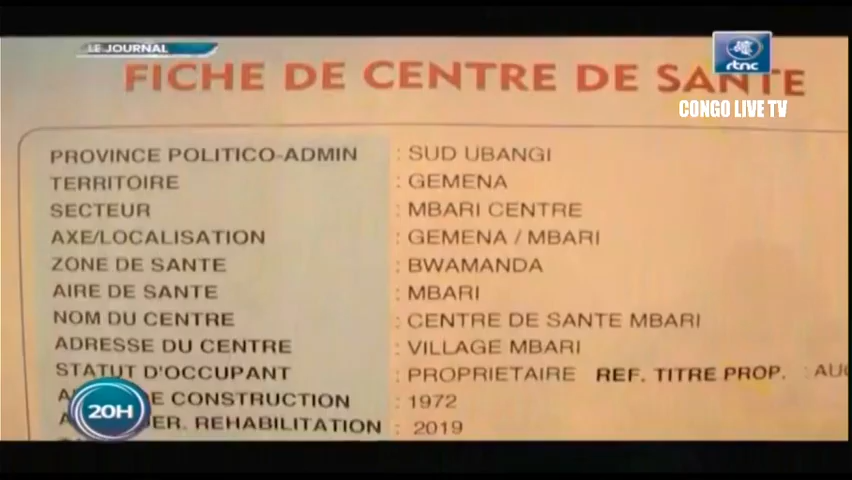 LE JOURNAL
rtnc
FICHE DE CENTRE DE SANTE
CONGO LIVE TV
PROVINCE POLITICO-ADMIN : SUD UBANGI
TERRITOIRE : GEMENA
SECTEUR : MBARI CENTRE
AXE/LOCALISATION : GEMENA / MBARI
ZONE DE SANTE : BWAMANDA
AIRE DE SANTE : MBARI
NOM DU CENTRE : CENTRE DE SANTE MBARI
ADRESSE DU CENTRE : VILLAGE MBARI
STATUT D'OCCUPANT : PROPRIETAIRE REF. TITRE PROP. :
CONSTRUCTION : 1972
REHABILITATION : 2019
20H